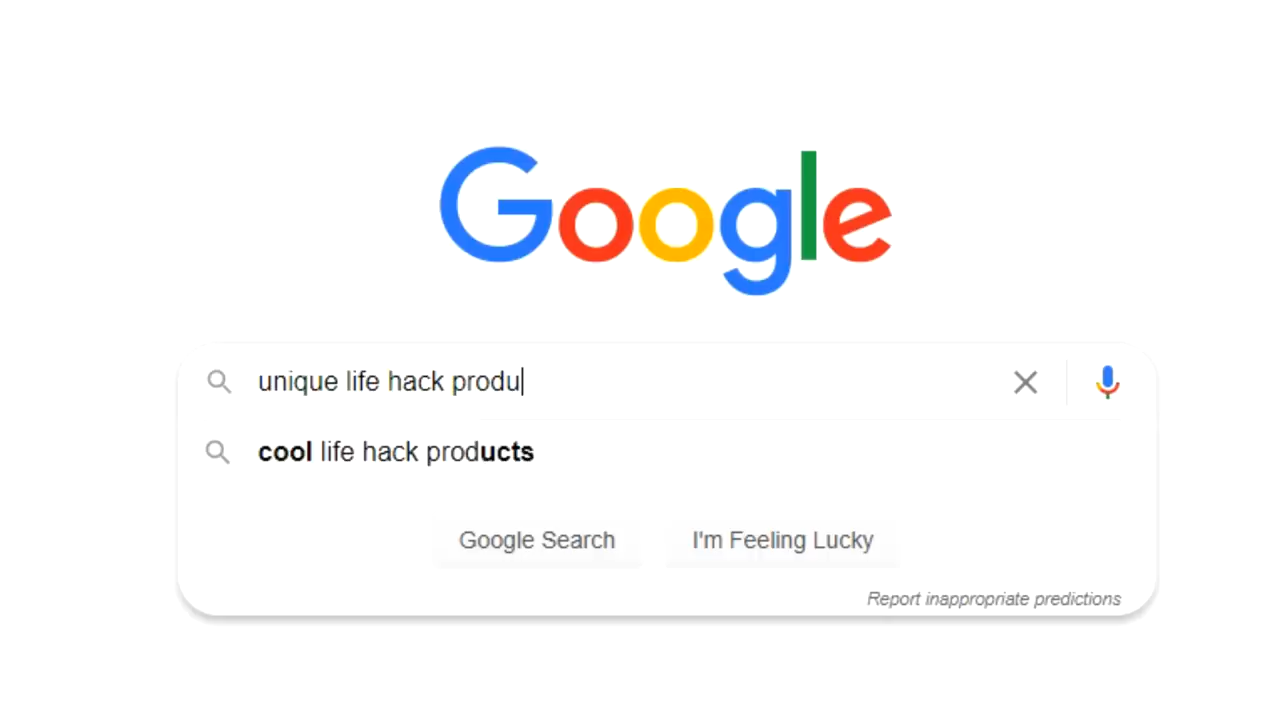 Google
unique life hack produ
cool life hack products
Google Search
I'm Feeling Lucky
Report inappropriate predictions